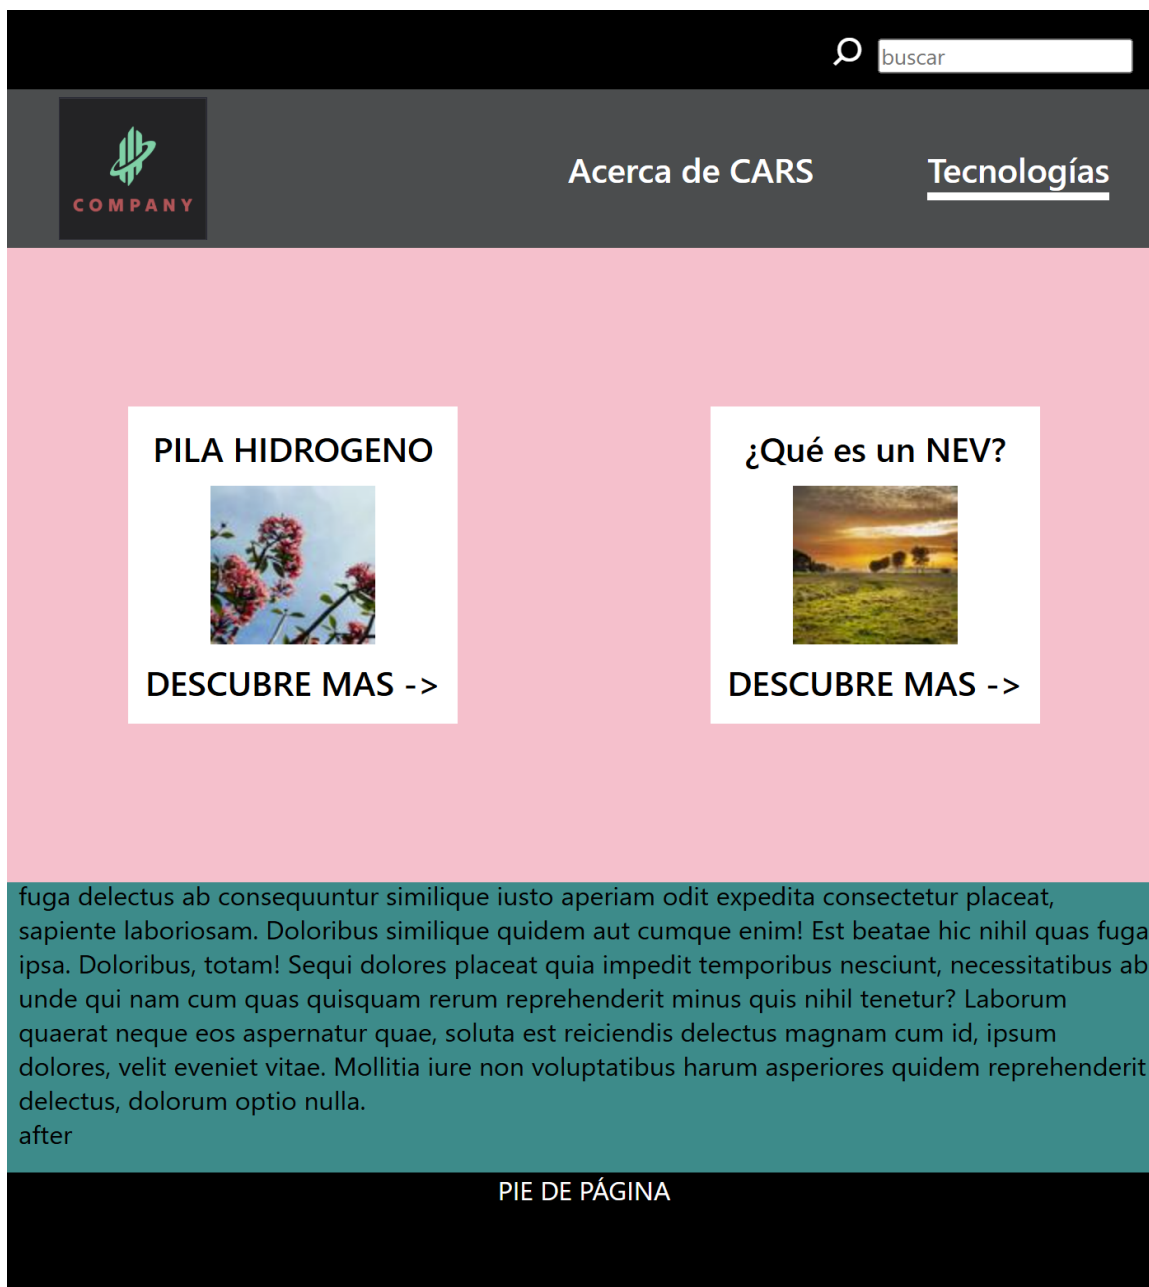 buscar
COMPANY
Acerca de CARS
Tecnologías
PILA HIDROGENO
¿Qué es un NEV?
DESCUBRE MAS ->
DESCUBRE MAS ->
fuga delectus ab consequuntur similique iusto aperiam odit expedita consectetur placeat,
sapiente laboriosam. Doloribus similique quidem aut cumque enim! Est beatae hic nihil quas fuga
ipsa. Doloribus, totam! Sequi dolores placeat quia impedit temporibus nesciunt, necessitatibus ab
unde qui nam cum quas quisquam rerum reprehenderit minus quis nihil tenetur? Laborum
quaerat neque eos aspernatur quae, soluta est reiciendis delectus magnam cum id, ipsum
dolores, velit eveniet vitae. Mollitia iure non voluptatibus harum asperiores quidem reprehenderit
delectus, dolorum optio nulla.
after
PIE DE PÁGINA